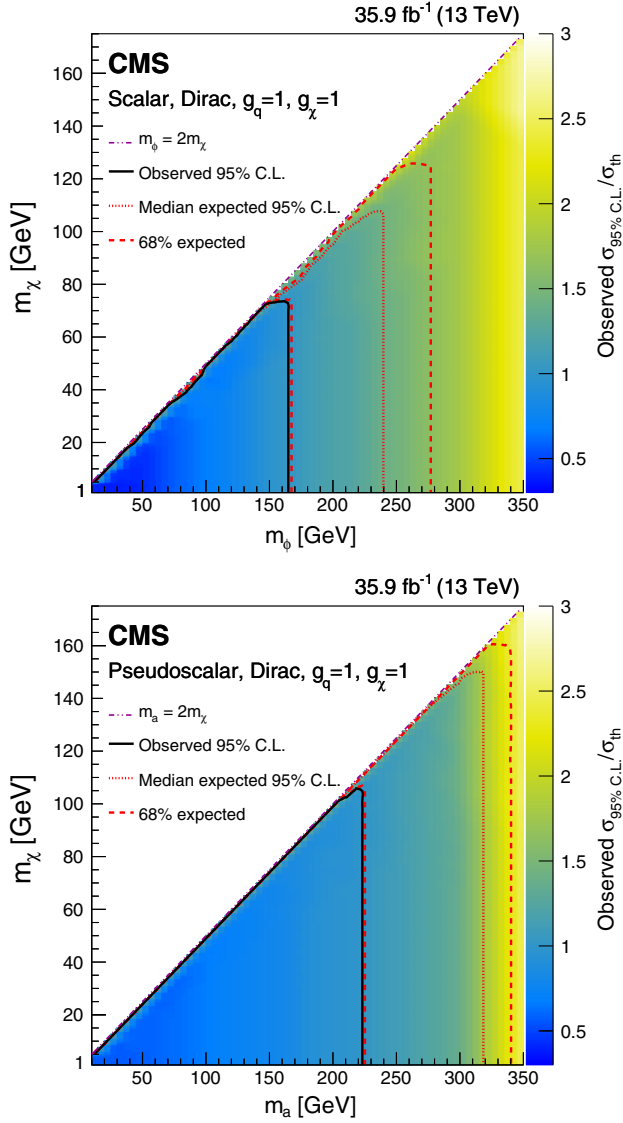 35.9 fb⁻¹ (13 TeV)
CMS
Scalar, Dirac, g_q=1, g_χ=1
m_ϕ = 2m_χ
Observed 95% C.L.
Median expected 95% C.L.
68% expected
m_χ [GeV]
160
140
120
100
80
60
40
20
1
50 100 150 200 250 300 350
m_ϕ [GeV]
3
2.5
2
1.5
1
0.5
Observed σ_95% C.L./σ_th
35.9 fb⁻¹ (13 TeV)
CMS
Pseudoscalar, Dirac, g_q=1, g_χ=1
m_a = 2m_χ
Observed 95% C.L.
Median expected 95% C.L.
68% expected
m_χ [GeV]
160
140
120
100
80
60
40
20
1
50 100 150 200 250 300 350
m_a [GeV]
3
2.5
2
1.5
1
0.5
Observed σ_95% C.L./σ_th